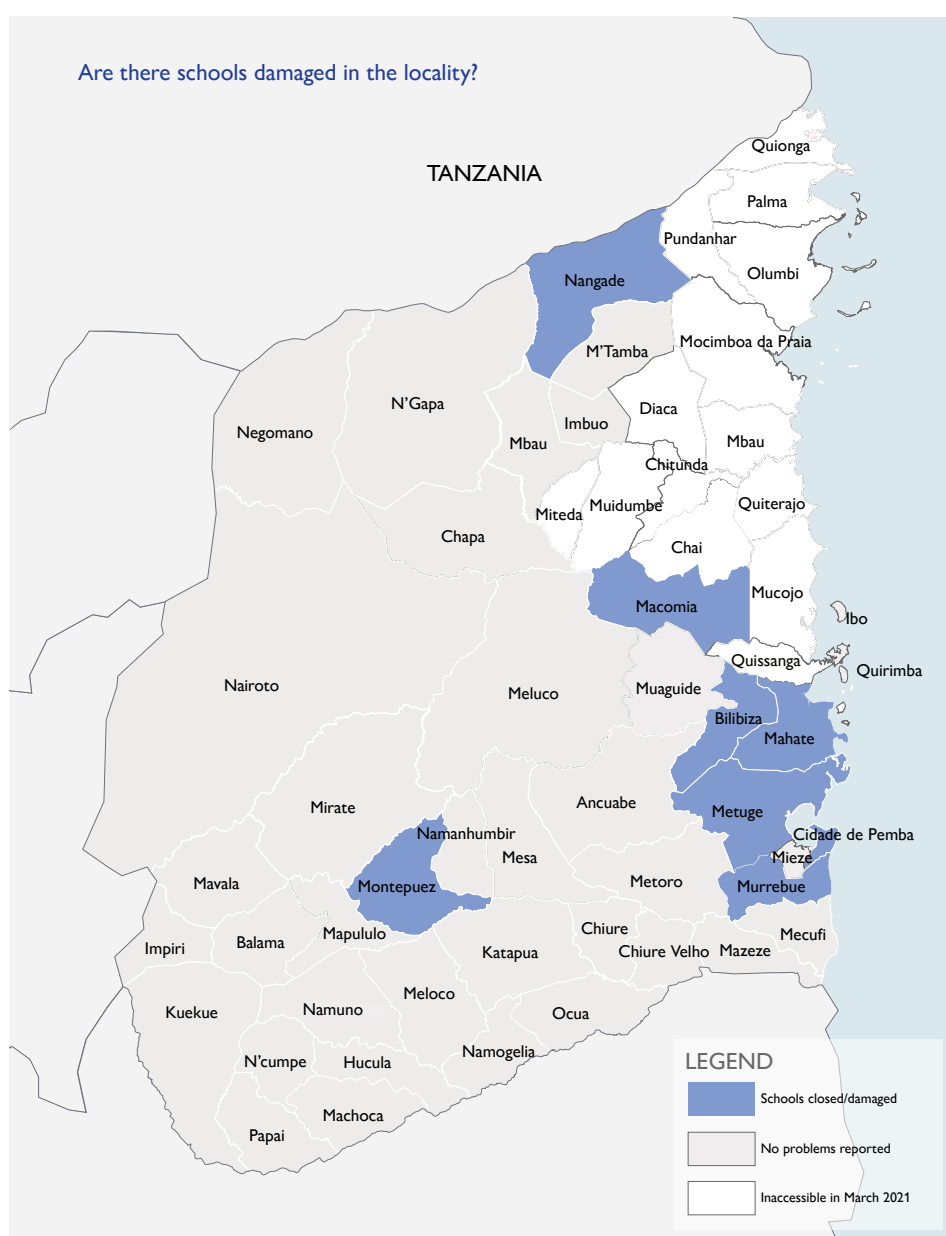 Are there schools damaged in the locality?
Quionga
TANZANIA
Palma
Pundanhar
Olumbi
Nangade
Mocimboa da Praia
M'Tamba
N'Gapa
Diaca
Imbuo
Negomano
Mbau
Mbau
Chitunda
Quiterajo
Muidumbe
Miteda
Chapa
Chai
Mucojo
Macomia
Ibo
Quissanga
Quirimba
Nairoto
Muaguide
Meluco
Bilibiza
Mahate
Ancuabe
Mirate
Metuge
Namanhumbir
Cidade de Pemba
Mesa
Mieze
Mavala
Montepuez
Metoro
Murrebue
Chiure
Mapululo
Mecufi
Balama
Impiri
Katapua
Chiure Velho
Mazeze
Meloco
Kuekue
Namuno
Ocua
Namogelia
N'cumpe
Hucula
Machoca
Papai
LEGEND
Schools closed/damaged
No problems reported
Inaccessible in March 2021